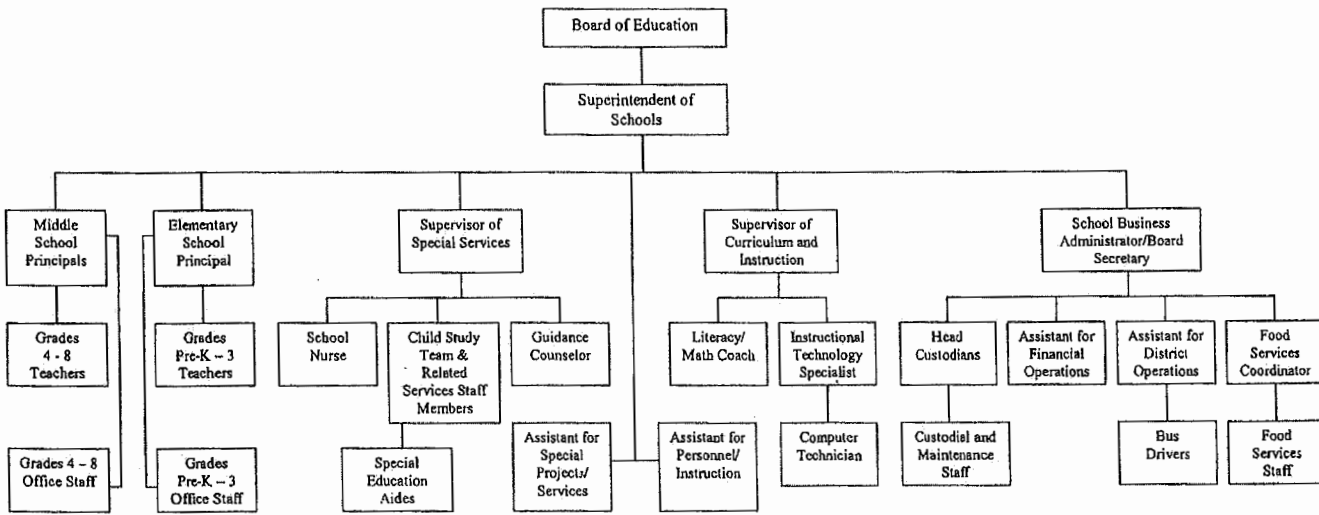 Board of Education
Superintendent of
Schools
Middle
School
Principals
Elementary
School
Principal
Supervisor of
Special Services
Supervisor of
Curriculum and
Instruction
School Business
Administrator/Board
Secretary
Grades
4 - 8
Teachers
Grades
Pre-K – 3
Teachers
School
Nurse
Child Study
Team &
Related
Services Staff
Members
Guidance
Counselor
Literacy/
Math Coach
Instructional
Technology
Specialist
Head
Custodians
Assistant for
Financial
Operations
Assistant for
District
Operations
Food
Services
Coordinator
Grades 4 – 8
Office Staff
Grades
Pre-K – 3
Office Staff
Special
Education
Aides
Assistant for
Special
Projects/
Services
Assistant for
Personnel/
Instruction
Computer
Technician
Custodial and
Maintenance
Staff
Bus
Drivers
Food
Services
Staff